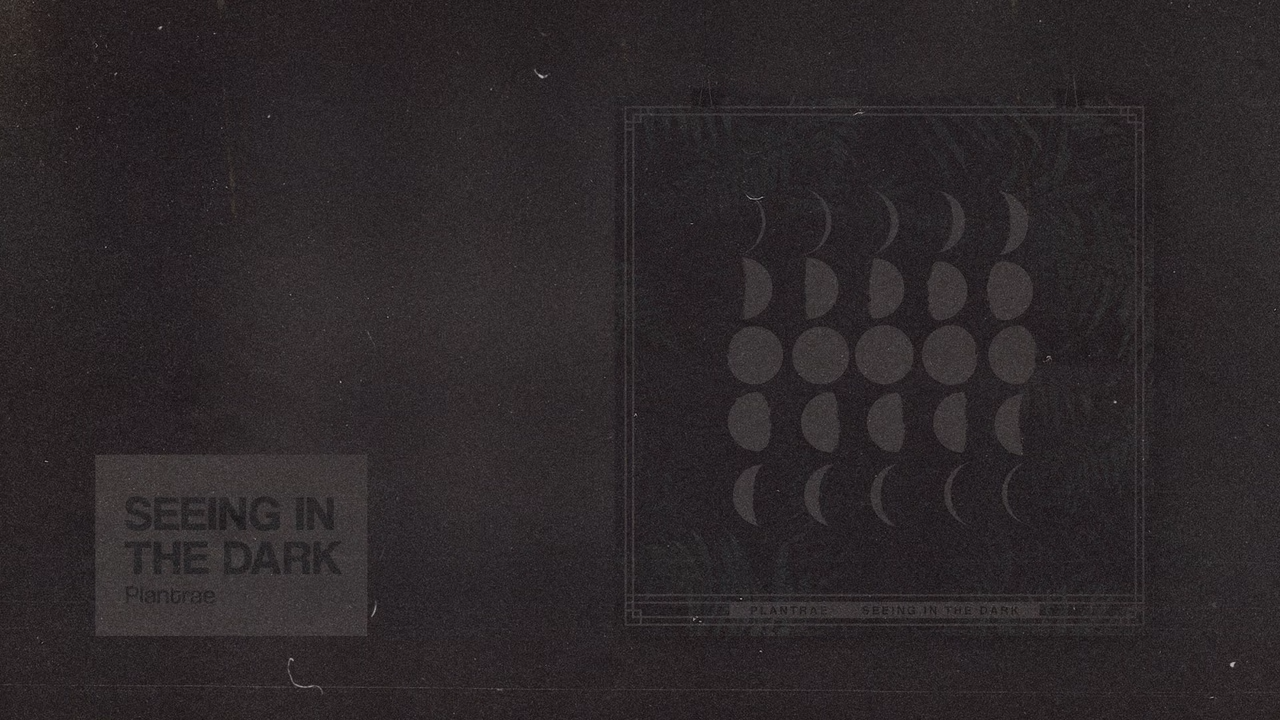 SEEING IN
THE DARK
Plantrae
PLANTRAE SEEING IN THE DARK